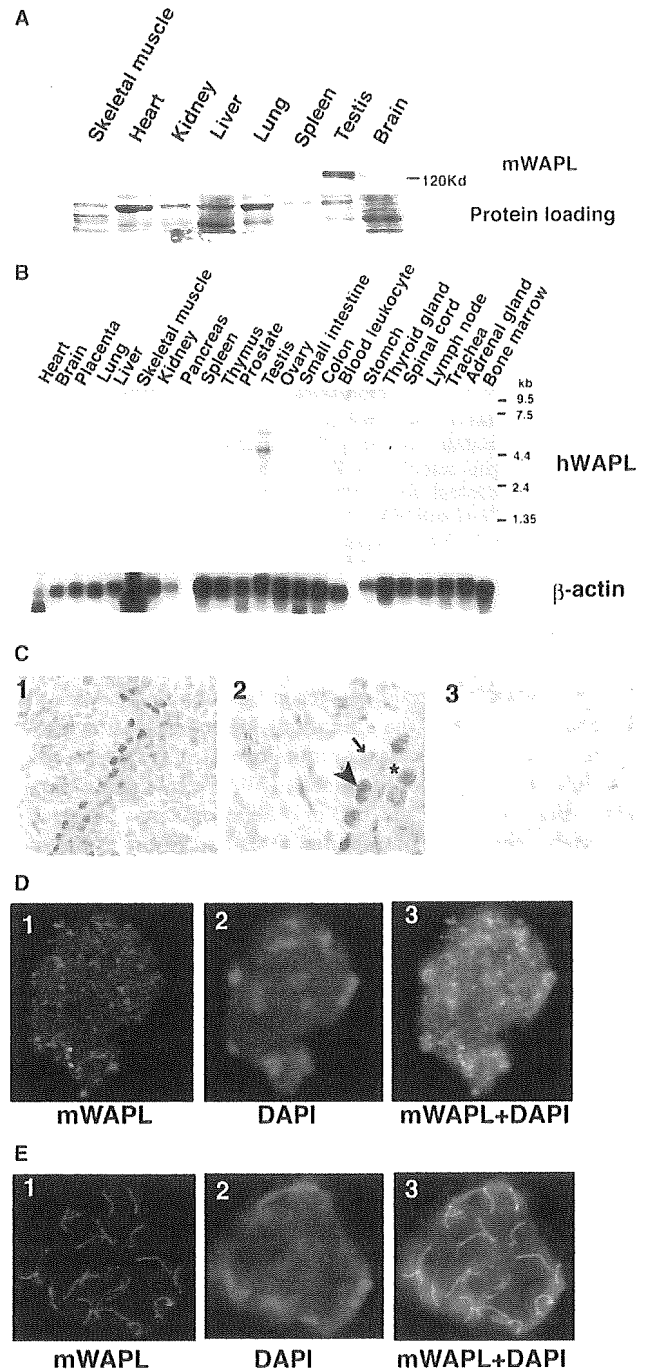 A
Skeletal muscle
Heart
Kidney
Liver
Lung
Spleen
Testis
Brain
mWAPL
120Kd
Protein loading
B
Heart
Brain
Placenta
Lung
Liver
Skeletal muscle
Kidney
Pancreas
Spleen
Thymus
Prostate
Testis
Ovary
Small intestine
Colon
Blood leukocyte
Stomch
Thyroid gland
Spinal cord
Lymph node
Trachea
Adrenal gland
Bone marrow
kb
9.5
7.5
4.4
2.4
1.35
hWAPL
β-actin
C
1
2
3
*
D
1
2
3
mWAPL
DAPI
mWAPL+DAPI
E
1
2
3
mWAPL
DAPI
mWAPL+DAPI